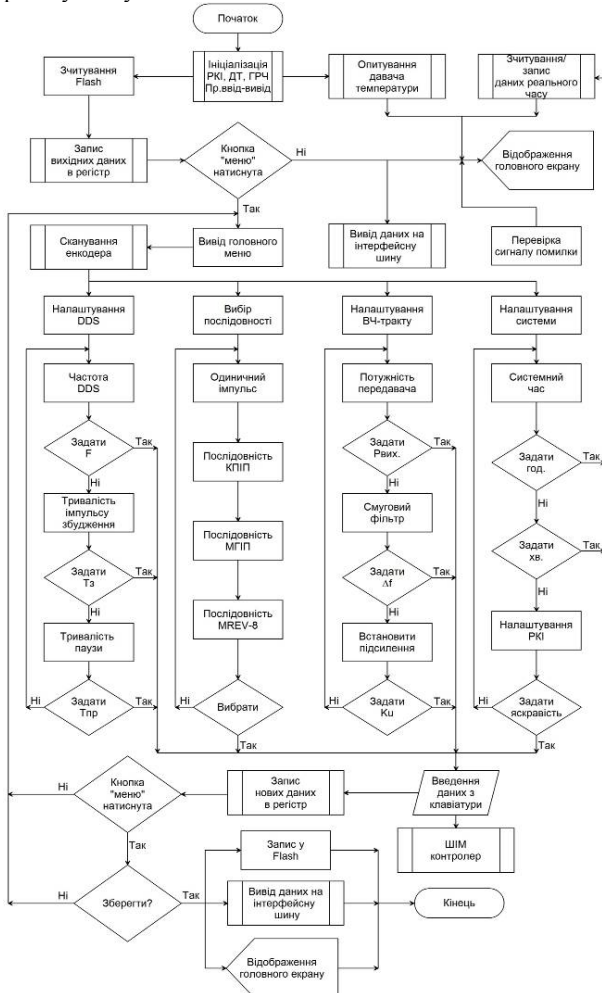 Початок
Зчитування
Flash
Ініціалізація
РКІ, ДТ, ГРЧ
Пр.ввід-вивід
Опитування
давача
температури
Зчитування/
запис
даних реального
часу
Запис
вихідних даних
в регістр
Кнопка
"меню"
натиснута
Ні
Відображення
головного екрану
Так
Сканування
енкодера
Вивід головного
меню
Вивід даних на
інтерфейсну
шину
Перевірка
сигналу помилки
Налаштування
DDS
Вибір
послідовності
Налаштування
ВЧ-тракту
Налаштування
системи
Частота
DDS
Одиничний
імпульс
Потужність
передавача
Системний
час
Задати
F
Так
Ні
Послідовність
КПІП
Задати
Рвих.
Так
Ні
Задати
год.
Так
Ні
Тривалість
імпульсу
збудження
Послідовність
МГІП
Смуговий
фільтр
Задати
хв.
Так
Ні
Задати
Тз
Так
Ні
Задати
Δf
Так
Ні
Тривалість
паузи
Послідовність
MREV-8
Встановити
підсилення
Налаштування
РКІ
Ні
Задати
Тпр
Так
Ні
Вибрати
Так
Ні
Задати
Ku
Так
Ні
Задати
яскравість
Так
Ні
Кнопка
"меню"
натиснута
Так
Запис
нових даних
в регістр
Введення
даних з
клавіатури
ШІМ
контролер
Ні
Зберегти?
Так
Запис у
Flash
Вивід даних на
інтерфейсну
шину
Відображення
головного екрану
Кінець